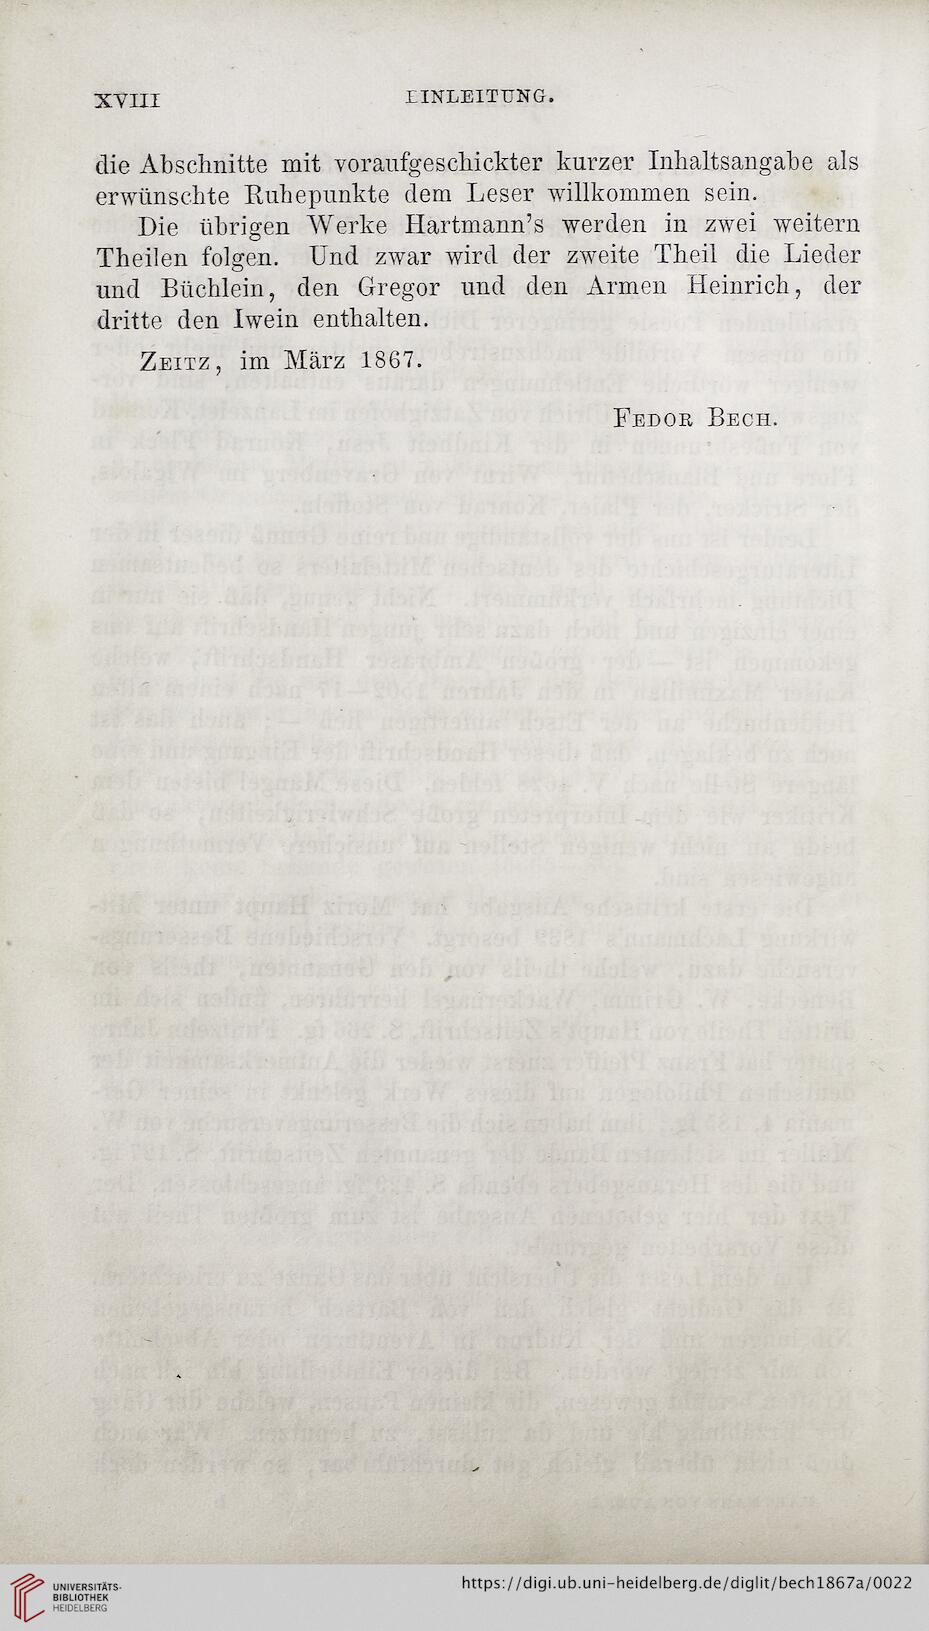 XVIII
EINLEITUNG.
die Abschnitte mit voraufgeschickter kurzer Inhaltsangabe als
erwünschte Ruhepunkte dem Leser willkommen sein.
Die übrigen Werke Hartmann's werden in zwei weitern
Theilen folgen. Und zwar wird der zweite Theil die Lieder
und Büchlein, den Gregor und den Armen Heinrich, der
dritte den Iwein enthalten.
ZEITZ, im März 1867.
FEDOR BECH.
UNIVERSITÄTS-
BIBLIOTHEK
HEIDELBERG
https://digi.ub.uni-heidelberg.de/diglit/bech1867a/0022